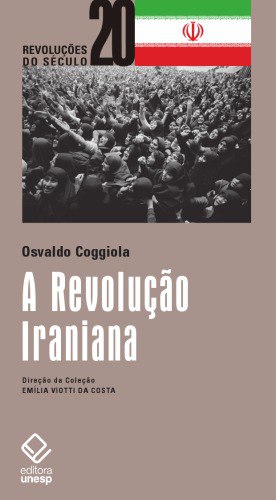 REVOLUÇÕES
DO SÉCULO 20
Osvaldo Coggiola
A Revolução
Iraniana
Direção da Coleção
EMÍLIA VIOTTI DA COSTA
editora
unesp